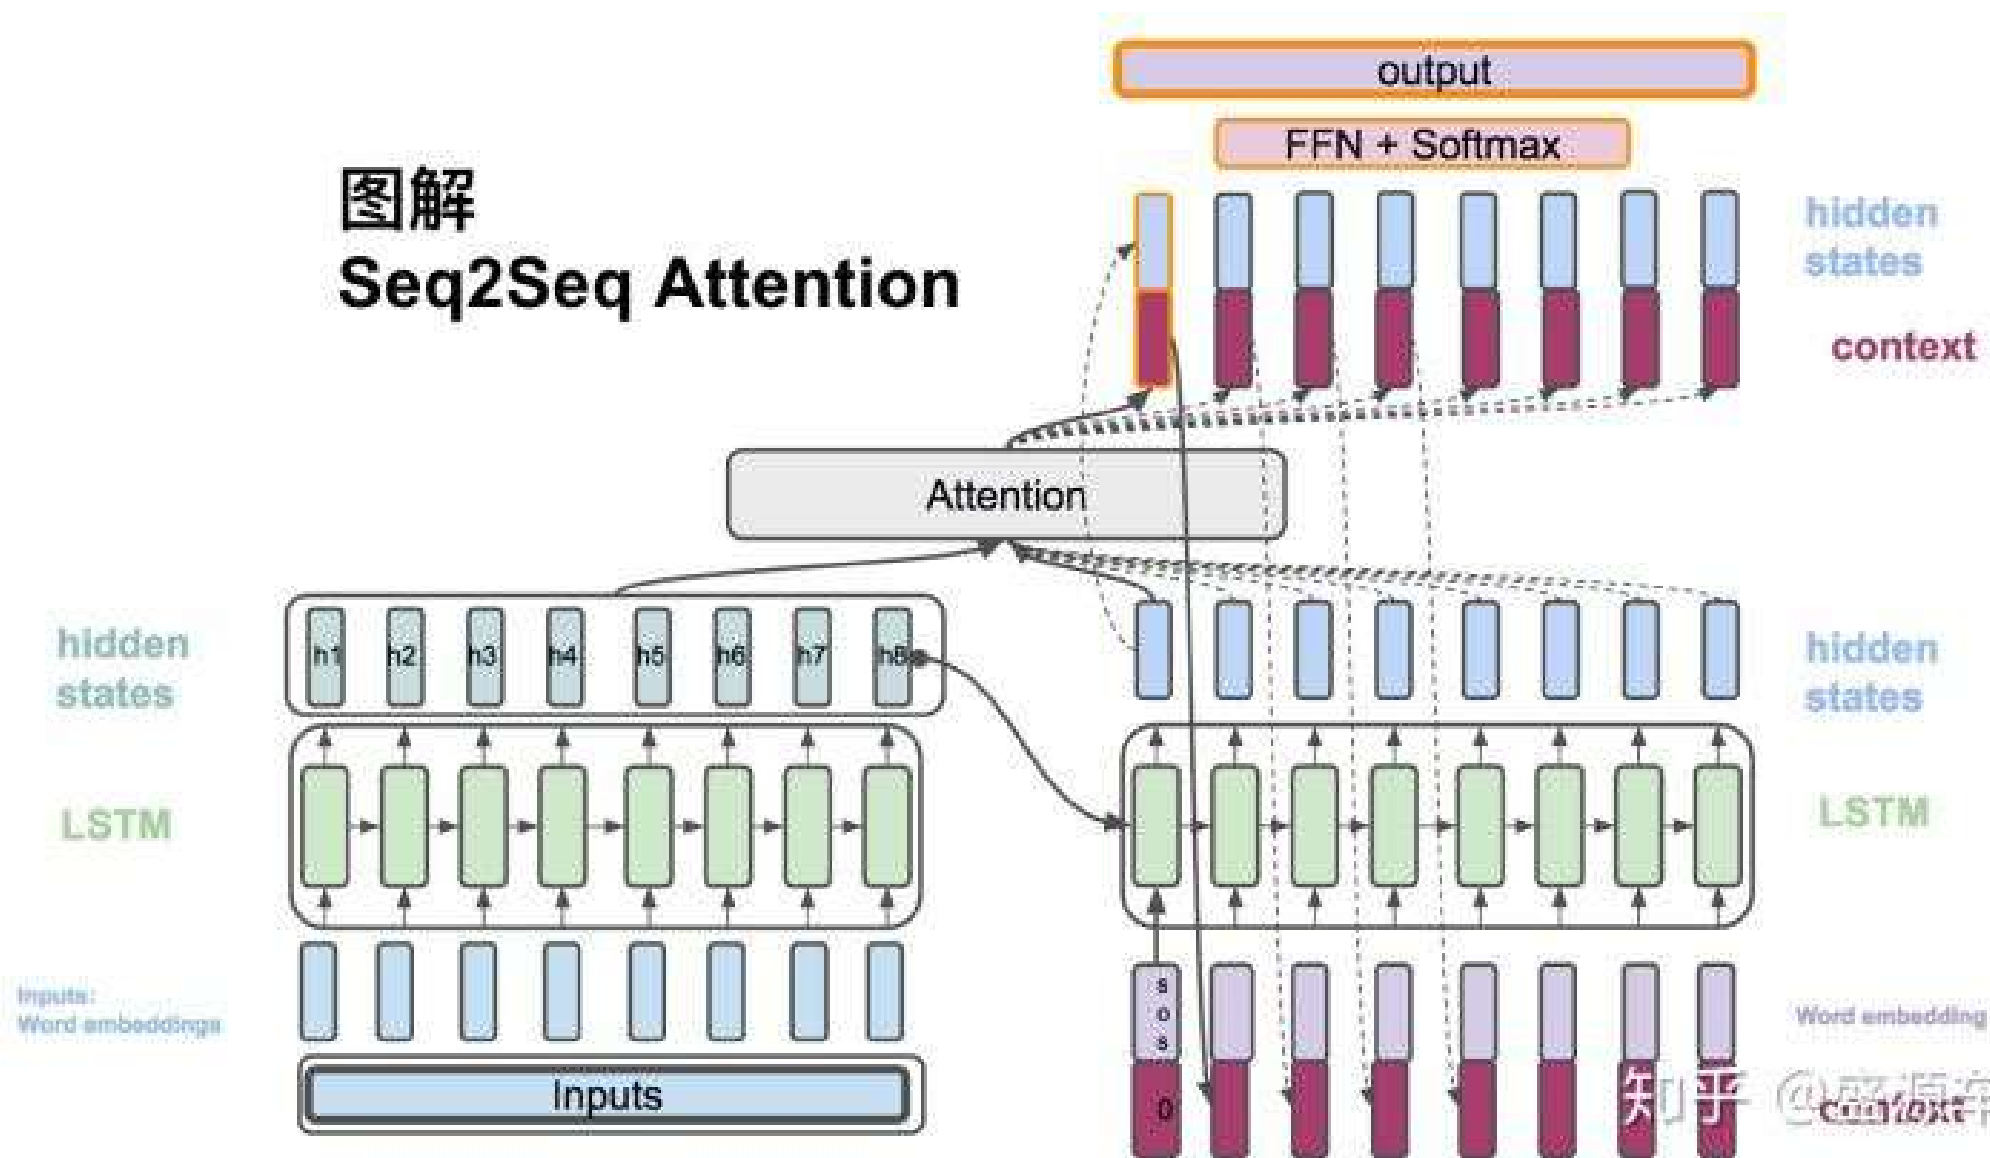 output
FFN + Softmax
图解
Seq2Seq Attention
hidden
states
context
Attention
hidden
states
h1 h2 h3 h4 h5 h6 h7 h8
hidden
states
LSTM
LSTM
Inputs:
Word embeddings
s
o
s
Word embedding
Inputs
0
context
知乎